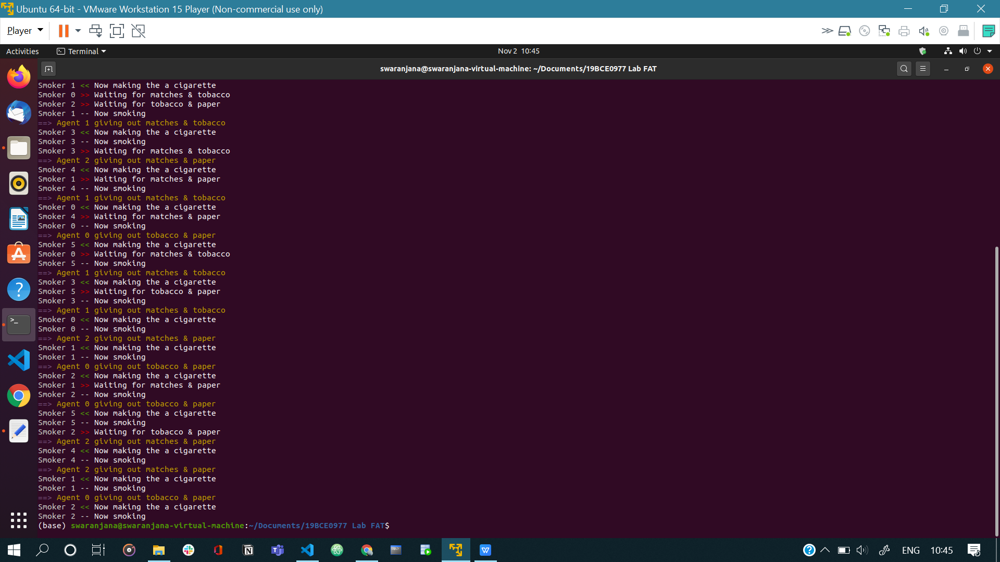 Ubuntu 64-bit - VMware Workstation 15 Player (Non-commercial use only)
Player
Activities
Terminal
Nov 2 10:45
swaranjana@swaranjana-virtual-machine: ~/Documents/19BCE0977 Lab FAT
Smoker 1 << Now making the a cigarette
Smoker 0 >> Waiting for matches & tobacco
Smoker 2 >> Waiting for tobacco & paper
Smoker 1 -- Now smoking
==> Agent 1 giving out matches & tobacco
Smoker 3 << Now making the a cigarette
Smoker 3 -- Now smoking
Smoker 3 >> Waiting for matches & tobacco
==> Agent 2 giving out matches & paper
Smoker 4 << Now making the a cigarette
Smoker 1 >> Waiting for matches & paper
Smoker 4 -- Now smoking
==> Agent 1 giving out matches & tobacco
Smoker 0 << Now making the a cigarette
Smoker 4 >> Waiting for matches & paper
Smoker 0 -- Now smoking
==> Agent 0 giving out tobacco & paper
Smoker 5 << Now making the a cigarette
Smoker 0 >> Waiting for matches & tobacco
Smoker 5 -- Now smoking
==> Agent 1 giving out matches & tobacco
Smoker 3 << Now making the a cigarette
Smoker 5 >> Waiting for tobacco & paper
Smoker 3 -- Now smoking
==> Agent 1 giving out matches & tobacco
Smoker 0 << Now making the a cigarette
Smoker 0 -- Now smoking
==> Agent 2 giving out matches & paper
Smoker 1 << Now making the a cigarette
Smoker 1 -- Now smoking
==> Agent 0 giving out tobacco & paper
Smoker 2 << Now making the a cigarette
Smoker 1 >> Waiting for matches & paper
Smoker 2 -- Now smoking
==> Agent 0 giving out tobacco & paper
Smoker 5 << Now making the a cigarette
Smoker 5 -- Now smoking
Smoker 2 >> Waiting for tobacco & paper
==> Agent 2 giving out matches & paper
Smoker 4 << Now making the a cigarette
Smoker 4 -- Now smoking
==> Agent 2 giving out matches & paper
Smoker 1 << Now making the a cigarette
Smoker 1 -- Now smoking
==> Agent 0 giving out tobacco & paper
Smoker 2 << Now making the a cigarette
Smoker 2 -- Now smoking
(base) swaranjana@swaranjana-virtual-machine:~/Documents/19BCE0977 Lab FAT$
ENG
10:45